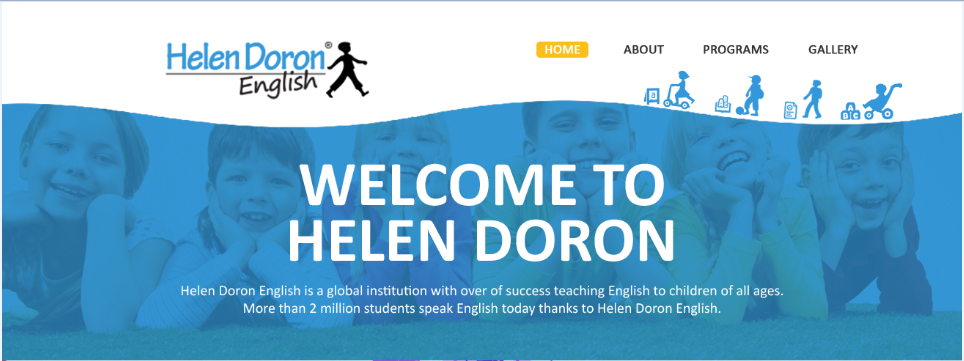 Helen Doron®
English
HOME ABOUT PROGRAMS GALLERY
WELCOME TO
HELEN DORON
Helen Doron English is a global institution with over of success teaching English to children of all ages.
More than 2 million students speak English today thanks to Helen Doron English.